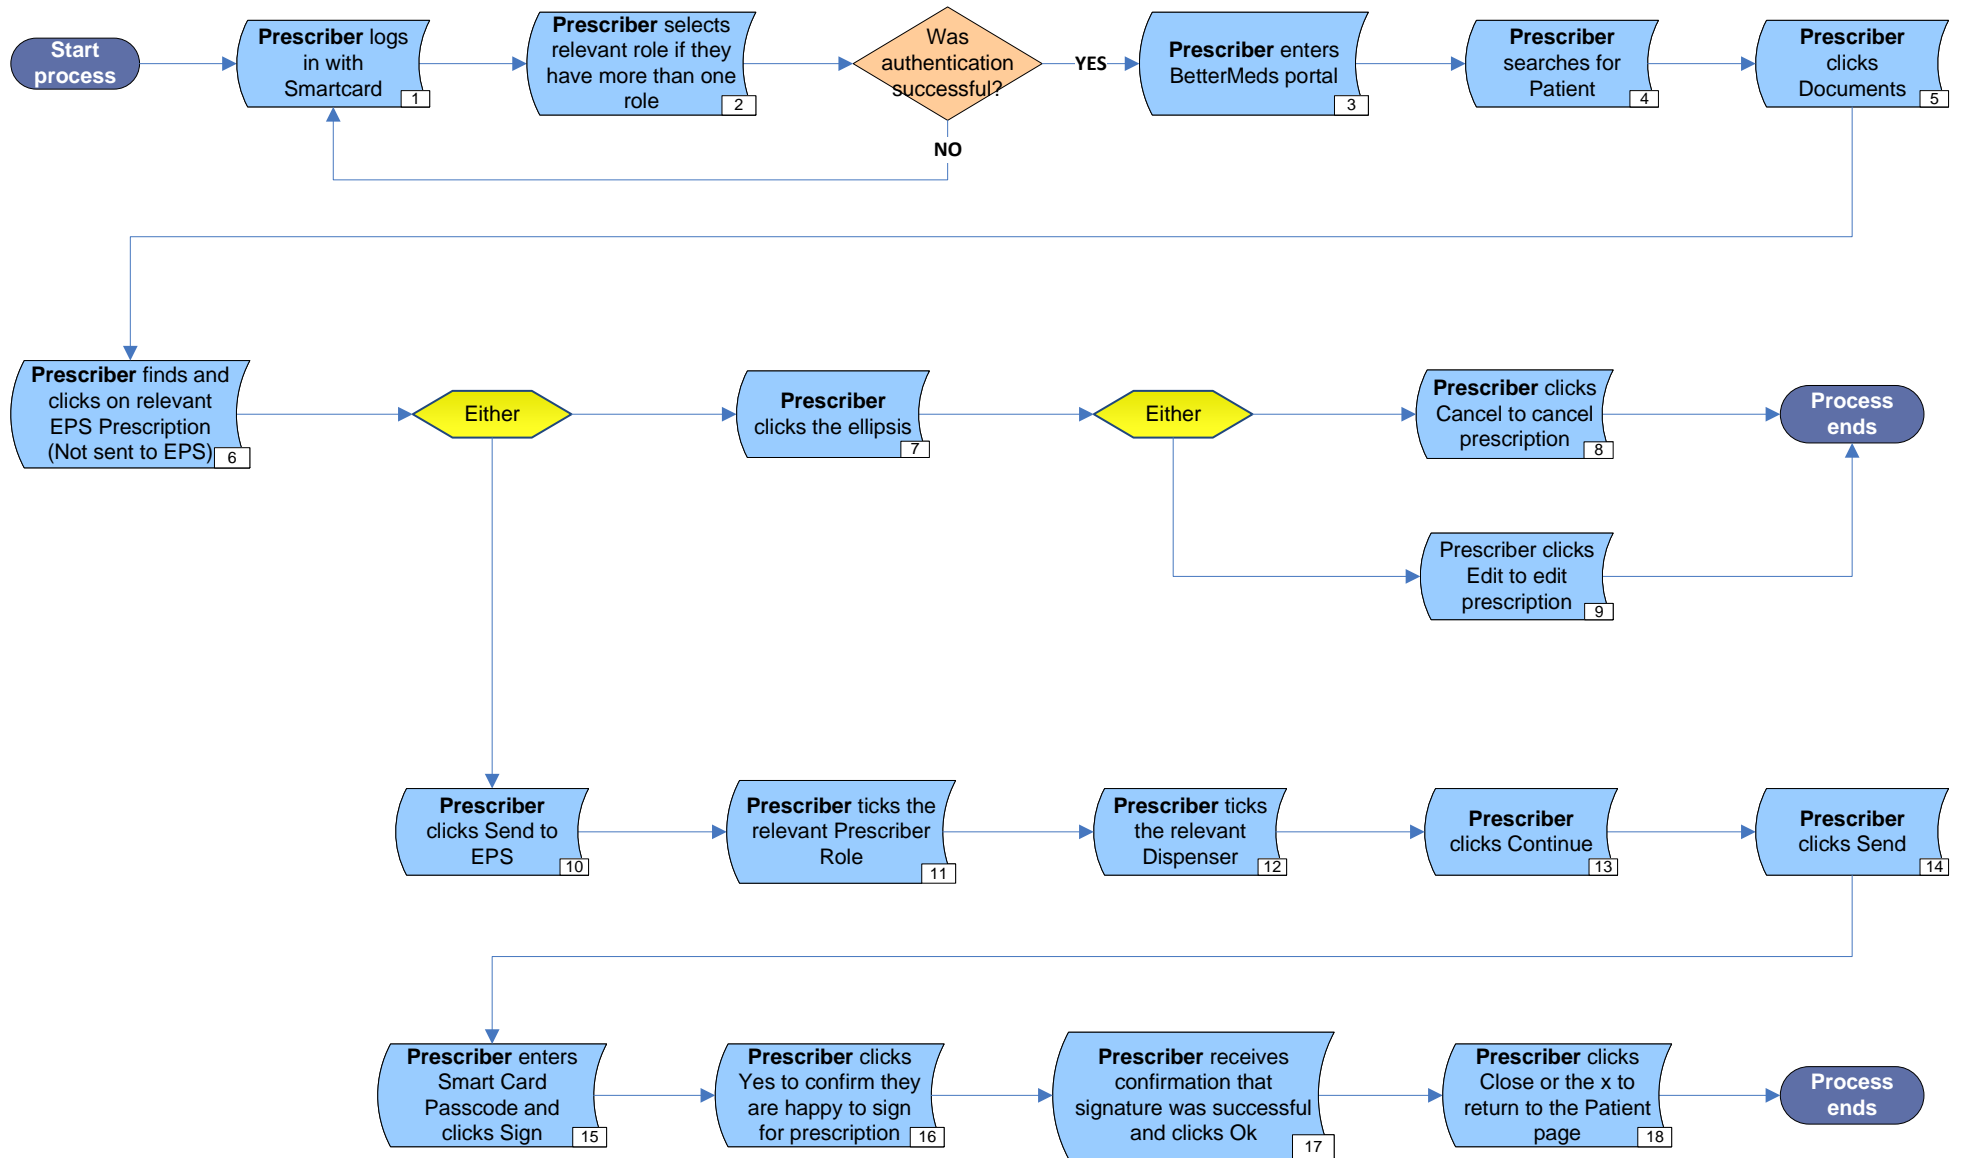 Start
process
Prescriber logs
in with
Smartcard
1
Prescriber selects
relevant role if they
have more than one
role
2
Was
authentication
successful?
YES
NO
Prescriber enters
BetterMeds portal
3
Prescriber
searches for
Patient
4
Prescriber
clicks
Documents
5
Prescriber finds and
clicks on relevant
EPS Prescription
(Not sent to EPS)
6
Either
Prescriber
clicks the ellipsis
7
Either
Prescriber clicks
Cancel to cancel
prescription
8
Process
ends
Prescriber clicks
Edit to edit
prescription
9
Prescriber
clicks Send to
EPS
10
Prescriber ticks the
relevant Prescriber
Role
11
Prescriber ticks
the relevant
Dispenser
12
Prescriber
clicks Continue
13
Prescriber
clicks Send
14
Prescriber enters
Smart Card
Passcode and
clicks Sign
15
Prescriber clicks
Yes to confirm they
are happy to sign
for prescription
16
Prescriber receives
confirmation that
signature was successful
and clicks Ok
17
Prescriber clicks
Close or the x to
return to the Patient
page
18
Process
ends